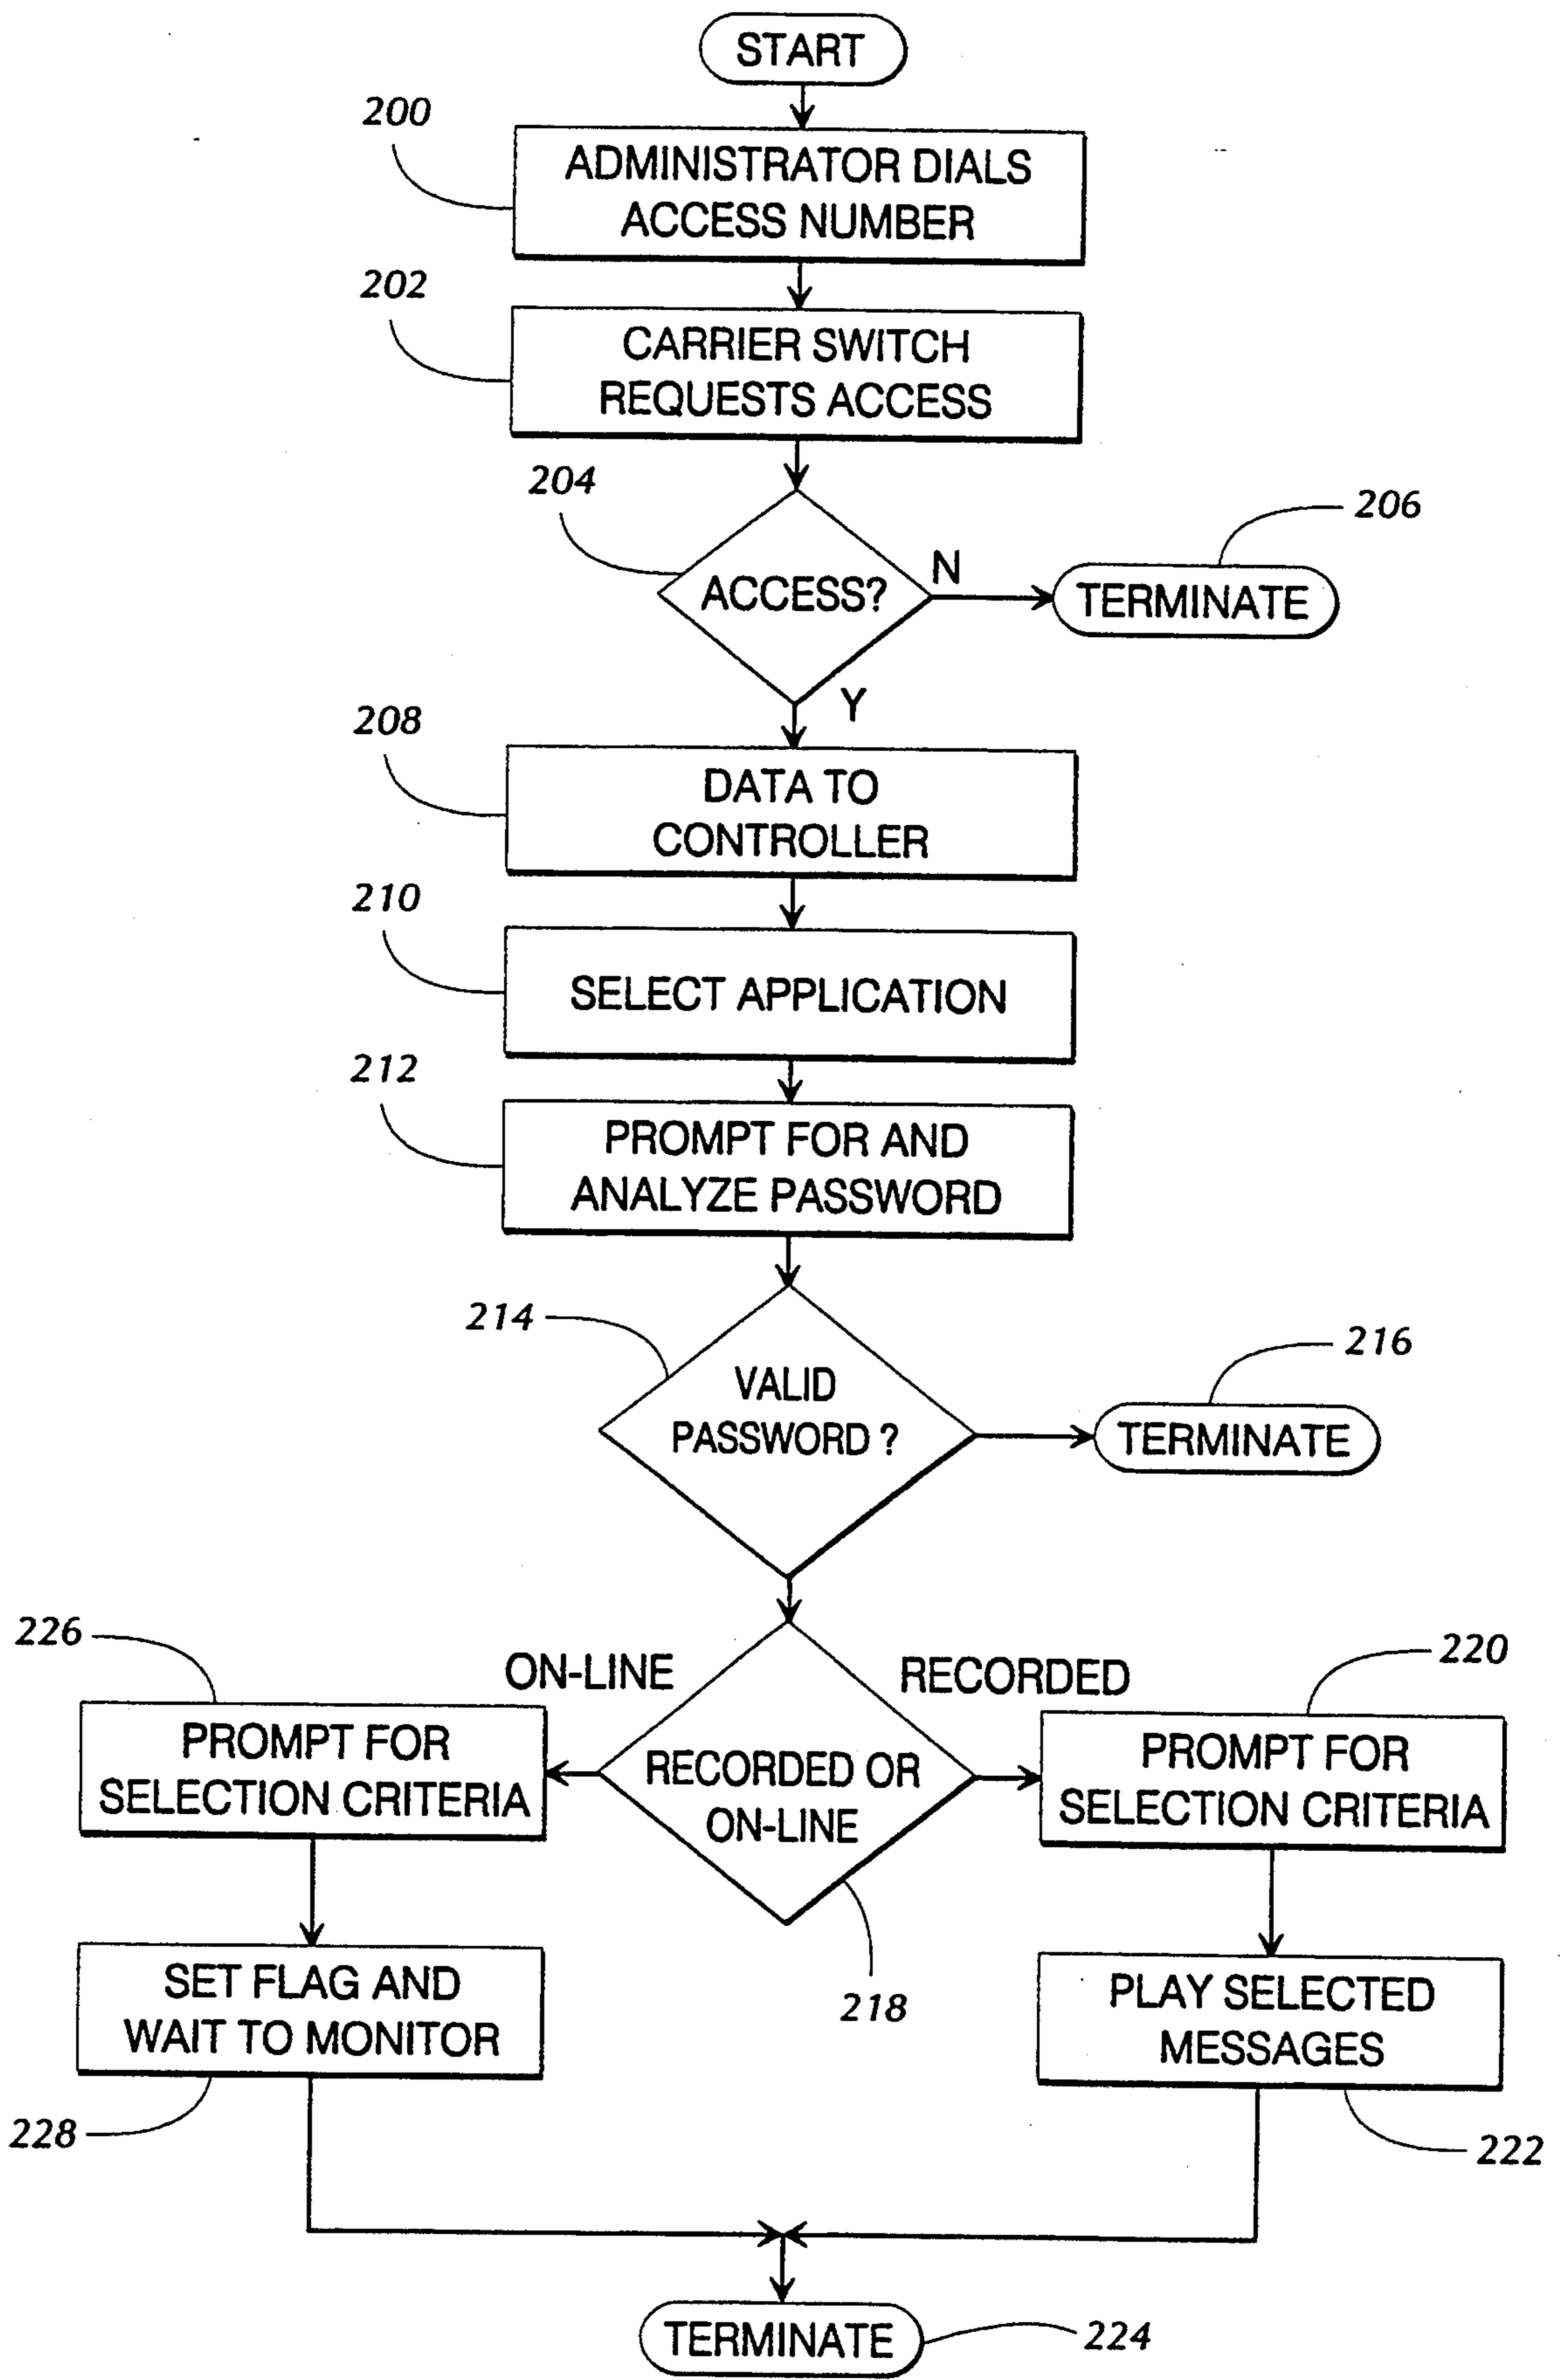 START
200
ADMINISTRATOR DIALS
ACCESS NUMBER
202
CARRIER SWITCH
REQUESTS ACCESS
204
ACCESS?
N
206
TERMINATE
Y
208
DATA TO
CONTROLLER
210
SELECT APPLICATION
212
PROMPT FOR AND
ANALYZE PASSWORD
214
VALID
PASSWORD ?
216
TERMINATE
226
ON-LINE
RECORDED
220
PROMPT FOR
SELECTION CRITERIA
RECORDED OR
ON-LINE
PROMPT FOR
SELECTION CRITERIA
SET FLAG AND
WAIT TO MONITOR
218
PLAY SELECTED
MESSAGES
228
222
TERMINATE
224